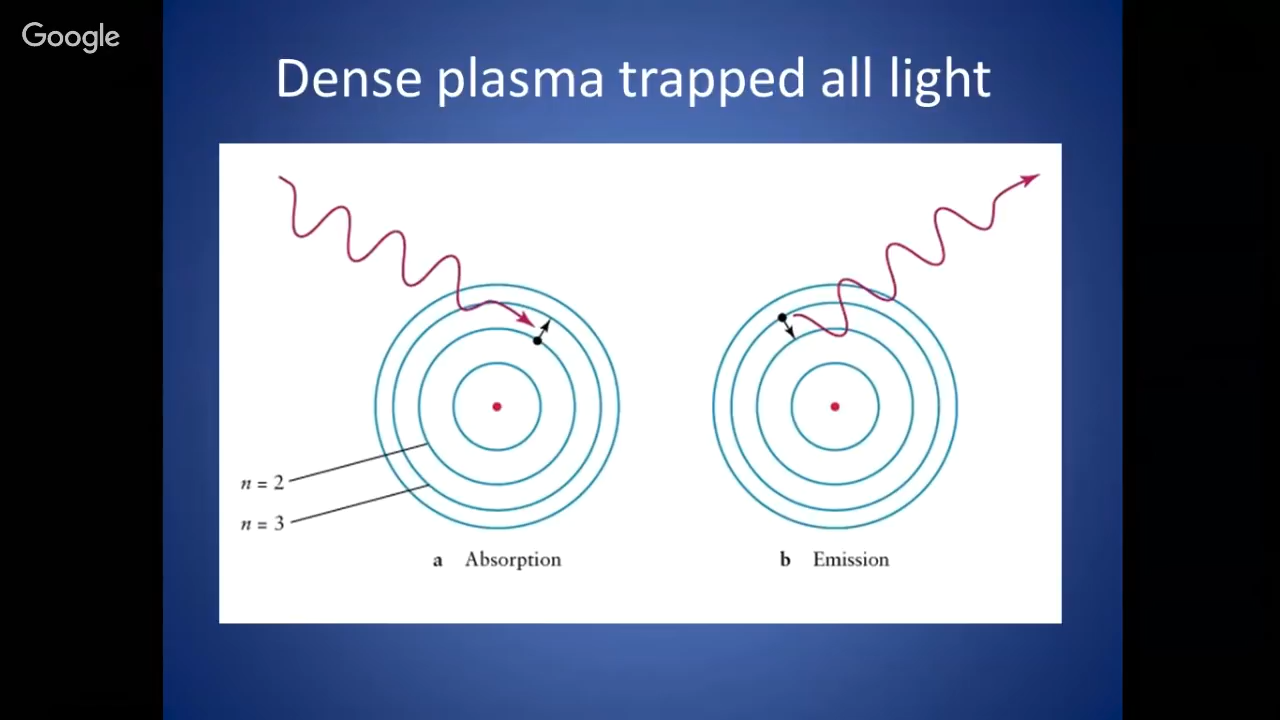 Google
Dense plasma trapped all light
n = 2
n = 3
a Absorption
b Emission